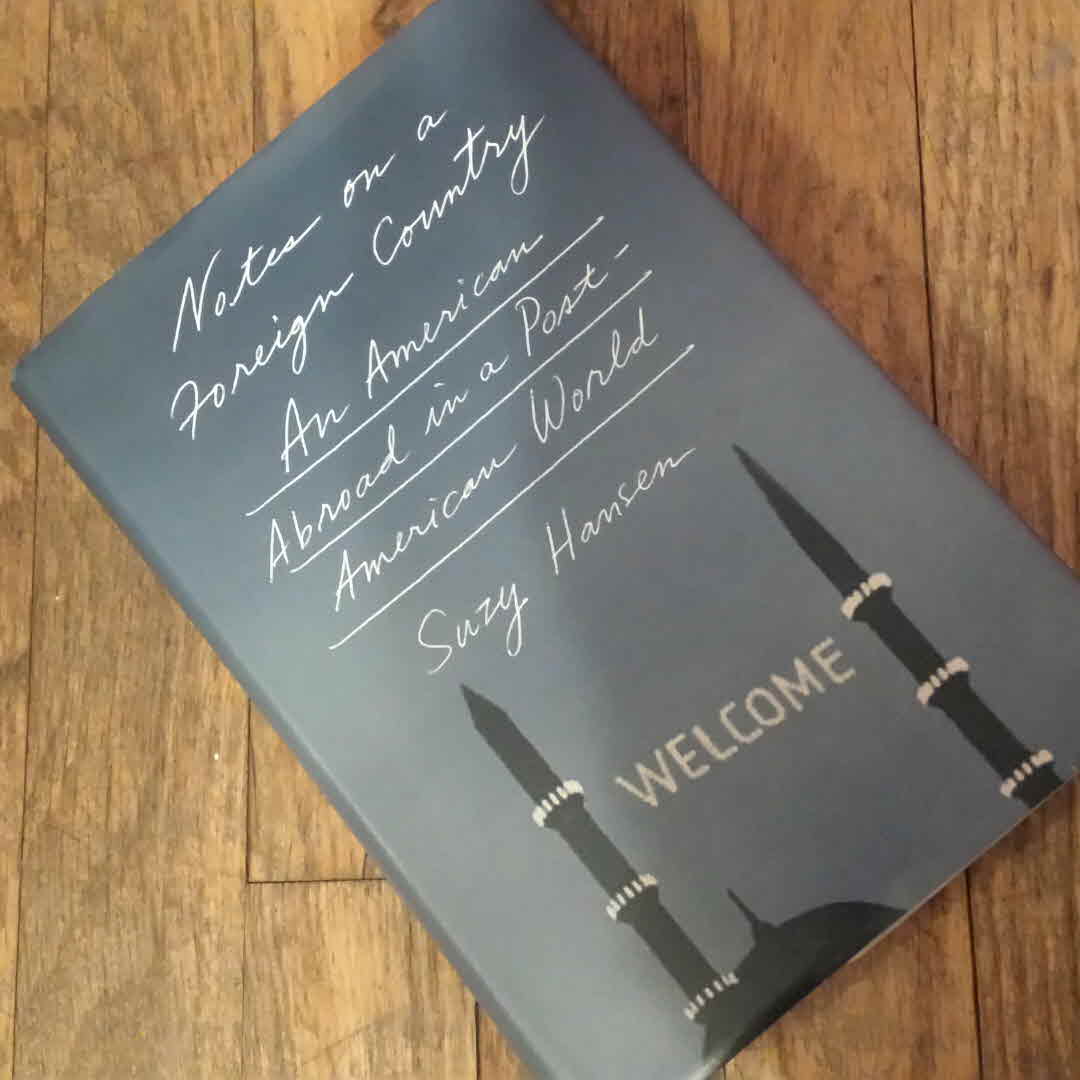 Notes on a
Foreign Country
An American
Abroad in a Post-
American World
Suzy Hansen
WELCOME